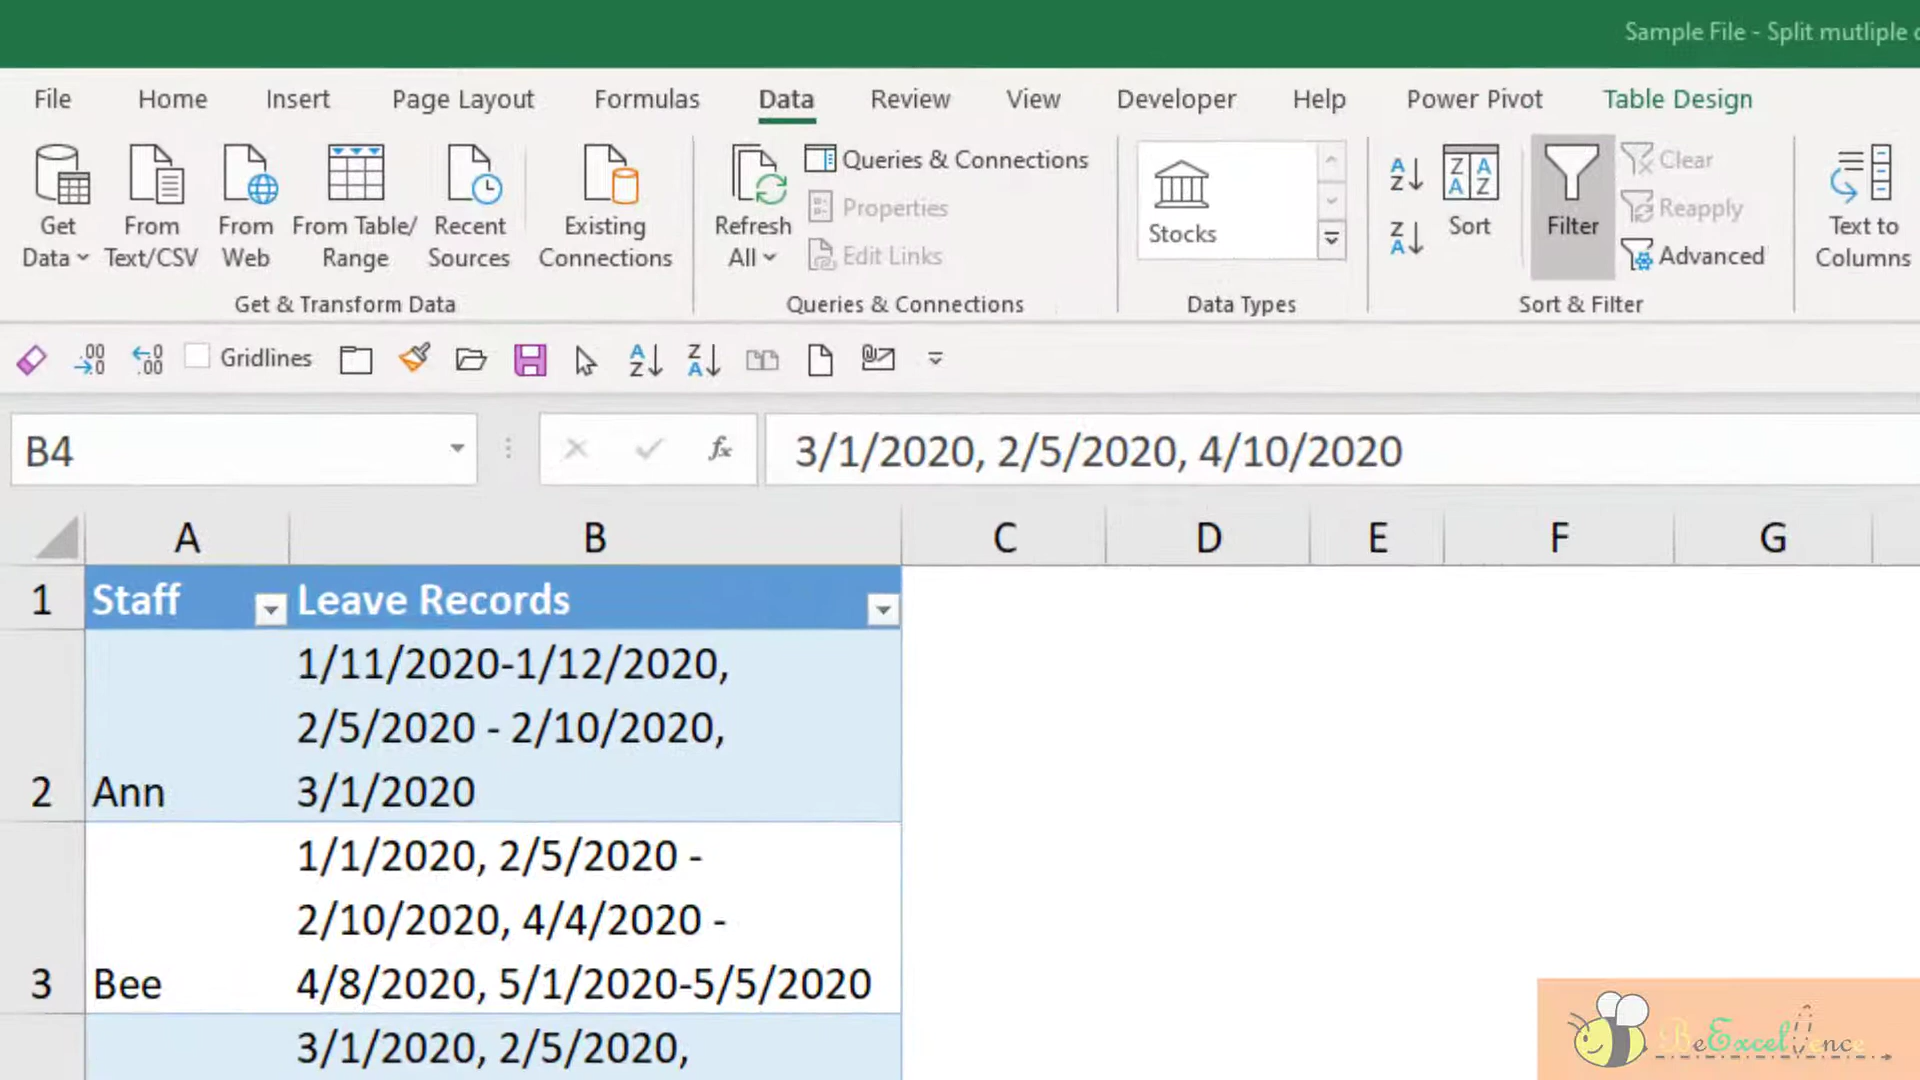 Sample File - Split mutliple
File Home Insert Page Layout Formulas Data Review View Developer Help Power Pivot Table Design
Get Data
From Text/CSV
From Web
From Table/ Range
Recent Sources
Existing Connections
Get & Transform Data
Refresh All
Queries & Connections
Properties
Edit Links
Queries & Connections
Stocks
Data Types
Sort
Filter
Clear
Reapply
Advanced
Sort & Filter
Text to Columns
Gridlines
B4
fx
3/1/2020, 2/5/2020, 4/10/2020
A B C D E F G
1 Staff Leave Records
1/11/2020-1/12/2020,
2/5/2020 - 2/10/2020,
2 Ann 3/1/2020
1/1/2020, 2/5/2020 -
2/10/2020, 4/4/2020 -
3 Bee 4/8/2020, 5/1/2020-5/5/2020
3/1/2020, 2/5/2020,